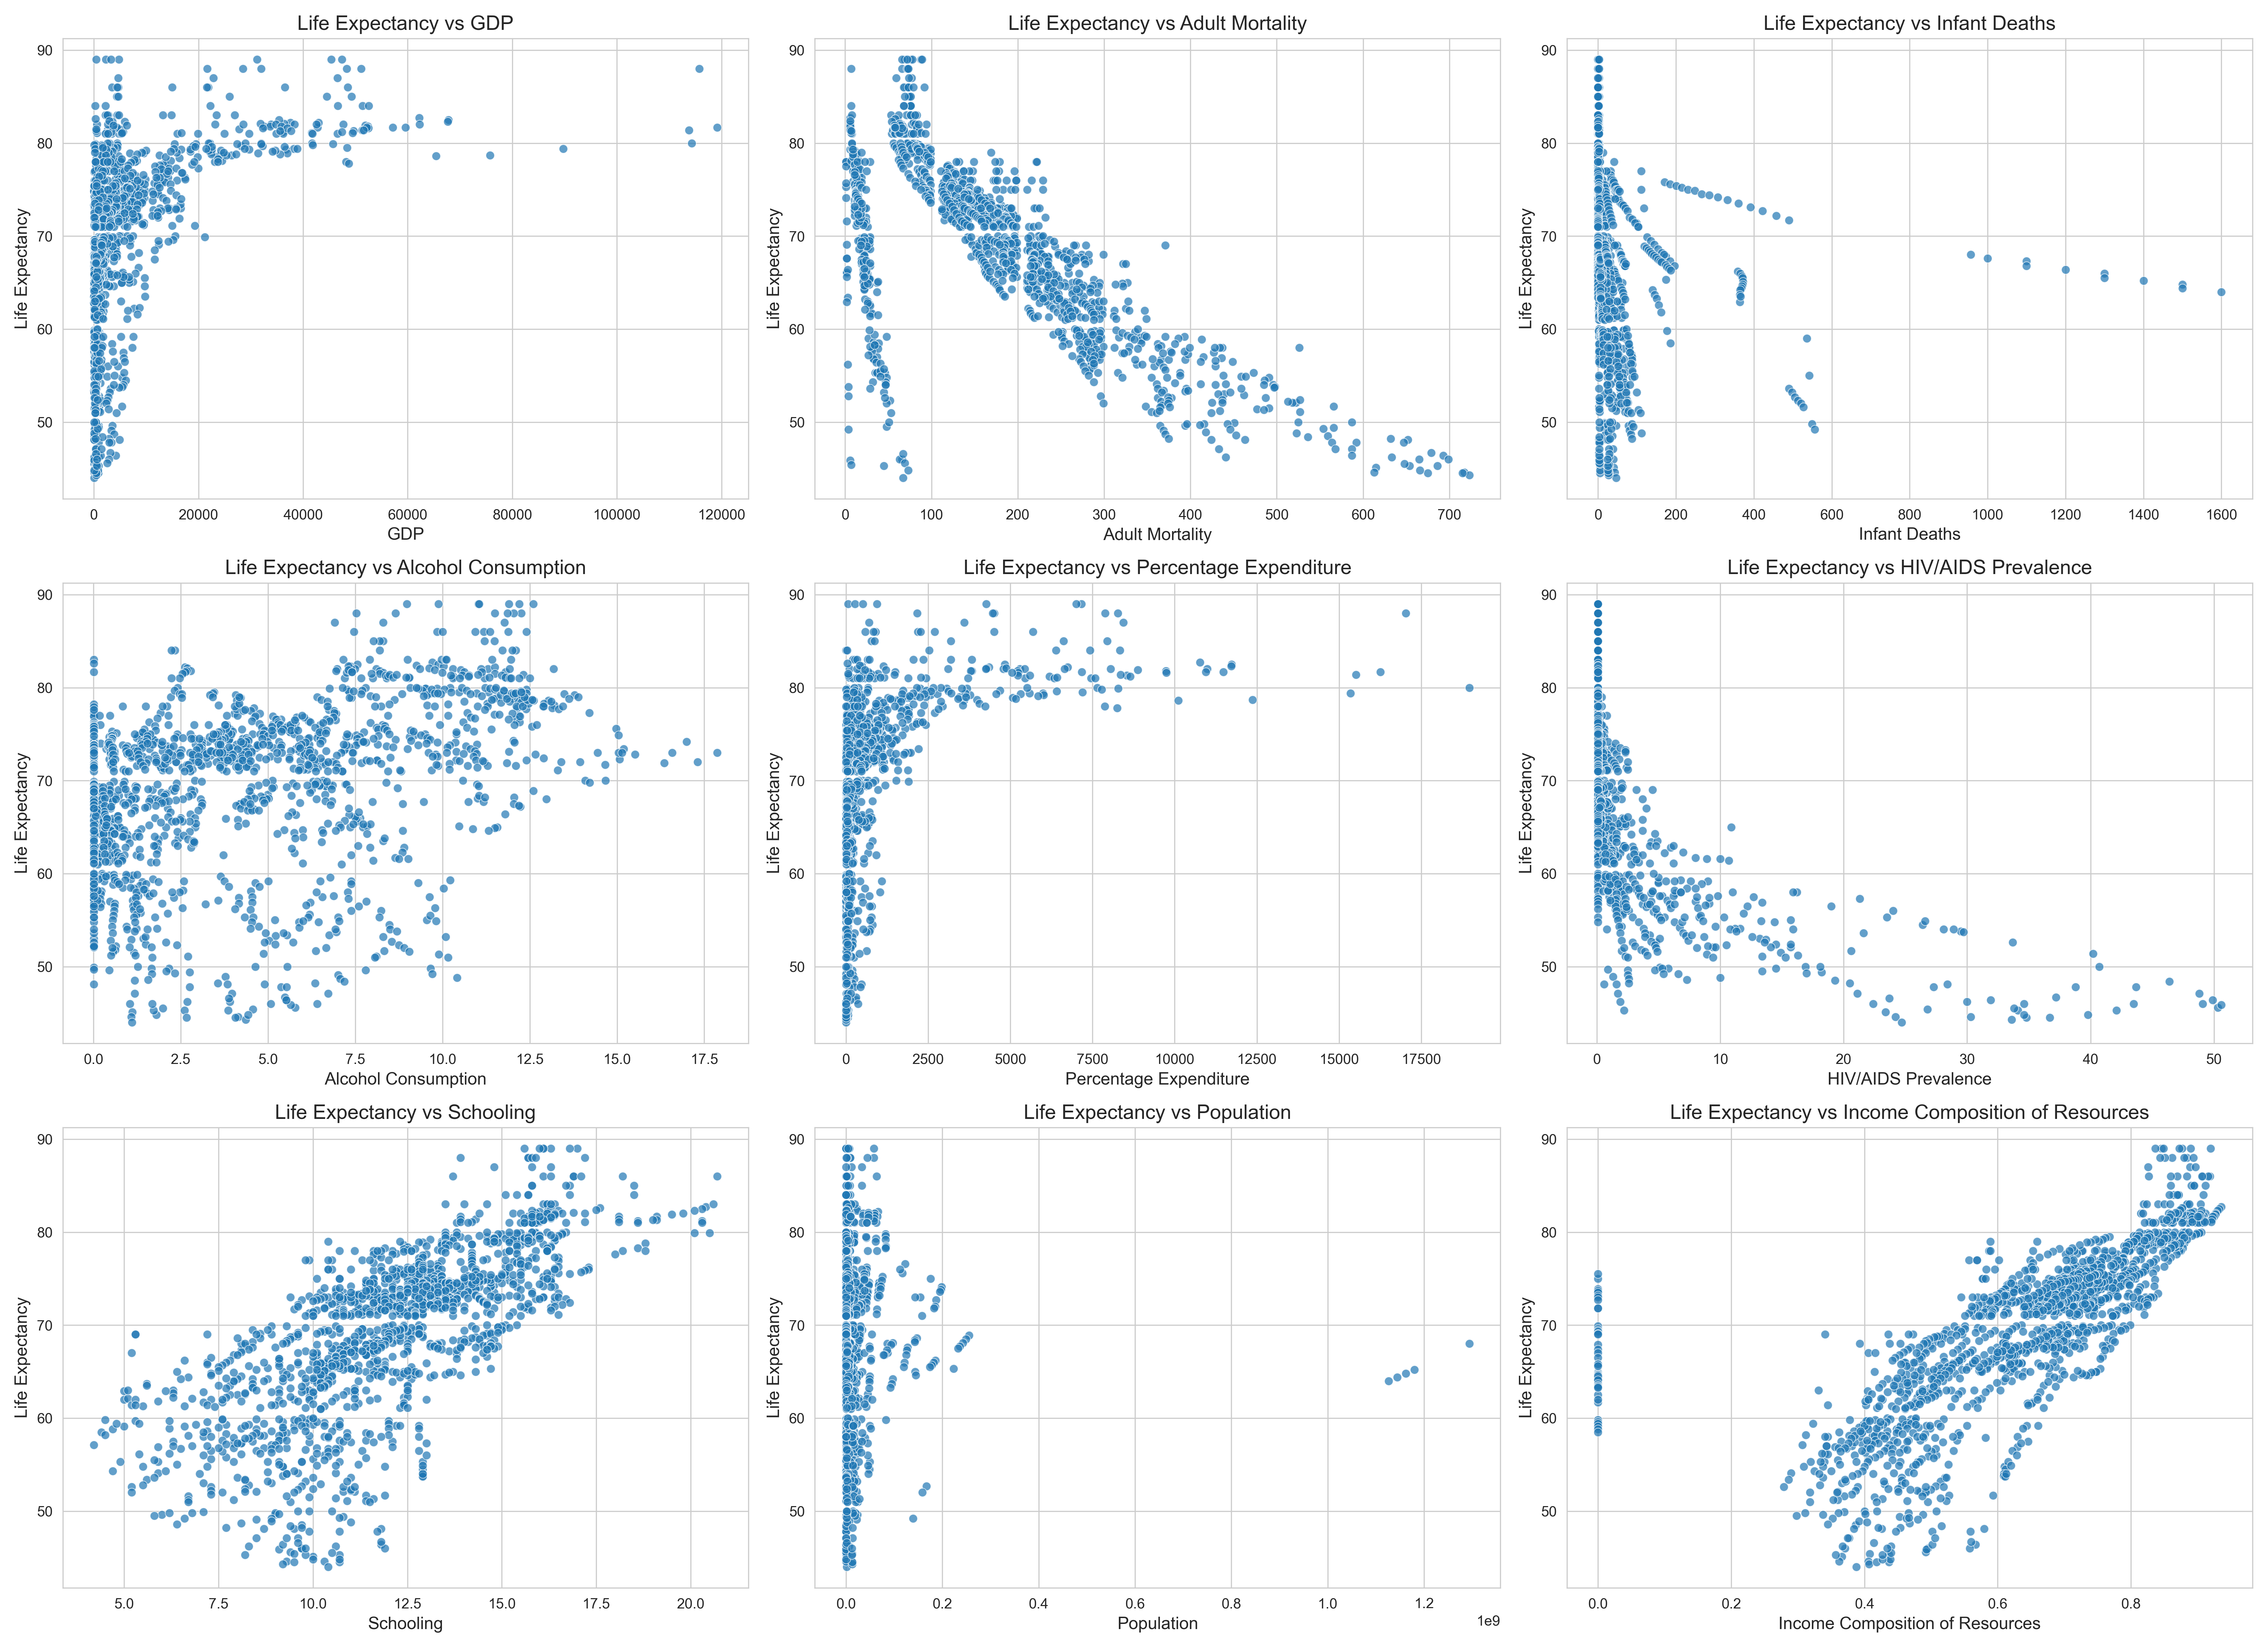 Life Expectancy vs GDP
90
80
70
60
50
Life Expectancy
0 20000 40000 60000 80000 100000 120000
GDP
Life Expectancy vs Adult Mortality
90
80
70
60
50
Life Expectancy
0 100 200 300 400 500 600 700
Adult Mortality
Life Expectancy vs Infant Deaths
90
80
70
60
50
Life Expectancy
0 200 400 600 800 1000 1200 1400 1600
Infant Deaths
Life Expectancy vs Alcohol Consumption
90
80
70
60
50
Life Expectancy
0.0 2.5 5.0 7.5 10.0 12.5 15.0 17.5
Alcohol Consumption
Life Expectancy vs Percentage Expenditure
90
80
70
60
50
Life Expectancy
0 2500 5000 7500 10000 12500 15000 17500
Percentage Expenditure
Life Expectancy vs HIV/AIDS Prevalence
90
80
70
60
50
Life Expectancy
0 10 20 30 40 50
HIV/AIDS Prevalence
Life Expectancy vs Schooling
90
80
70
60
50
Life Expectancy
5.0 7.5 10.0 12.5 15.0 17.5 20.0
Schooling
Life Expectancy vs Population
90
80
70
60
50
Life Expectancy
0.0 0.2 0.4 0.6 0.8 1.0 1.2
1e9
Population
Life Expectancy vs Income Composition of Resources
90
80
70
60
50
Life Expectancy
0.0 0.2 0.4 0.6 0.8
Income Composition of Resources